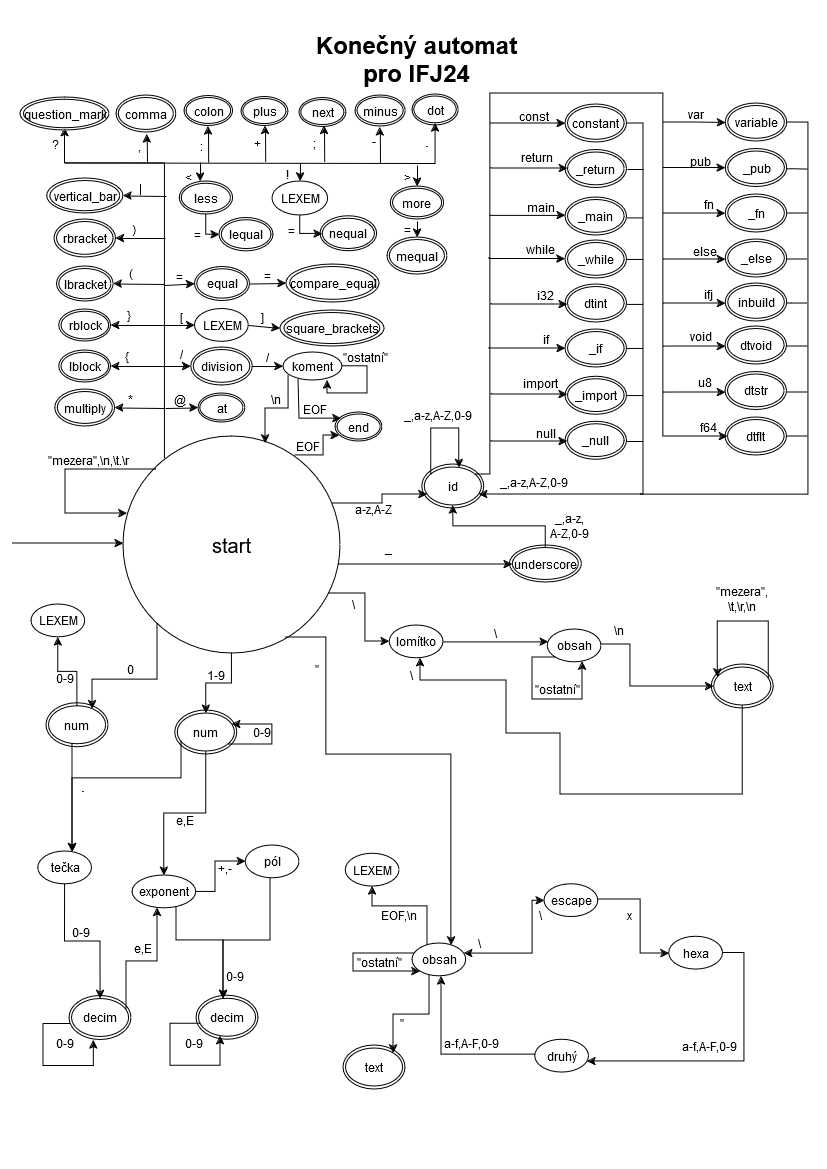 Konečný automat
pro IFJ24
question_mark
comma
colon
plus
next
minus
dot
?
,
:
+
;
-
.
<
!
>
|
vertical_bar
less
LEXEM
more
=
lequal
=
nequal
=
mequal
)
rbracket
(
lbracket
=
equal
=
compare_equal
}
rblock
[
LEXEM
]
square_brackets
{
lblock
/
division
/
koment
"ostatní"
*
multiply
@
at
\n
EOF
end
EOF
const
constant
return
_return
main
_main
while
_while
i32
dtint
if
_if
import
_import
null
_null
var
variable
pub
_pub
fn
_fn
else
_else
ifj
inbuild
void
dtvoid
u8
dtstr
f64
dtflt
"mezera",\n,\t.\r
start
_,a-z,A-Z,0-9
id
_,a-z,A-Z,0-9
a-z,A-Z
_,a-z,
A-Z,0-9
_
underscore
\
lomítko
\
obsah
"ostatní"
\n
"mezera",
\t,\r,\n
text
\
LEXEM
0-9
0
num
1-9
num
0-9
"
.
e,E
tečka
exponent
+,-
pól
0-9
e,E
0-9
decim
0-9
decim
0-9
LEXEM
EOF,\n
"ostatní"
obsah
\
escape
x
hexa
a-f,A-F,0-9
druhý
a-f,A-F,0-9
"
text